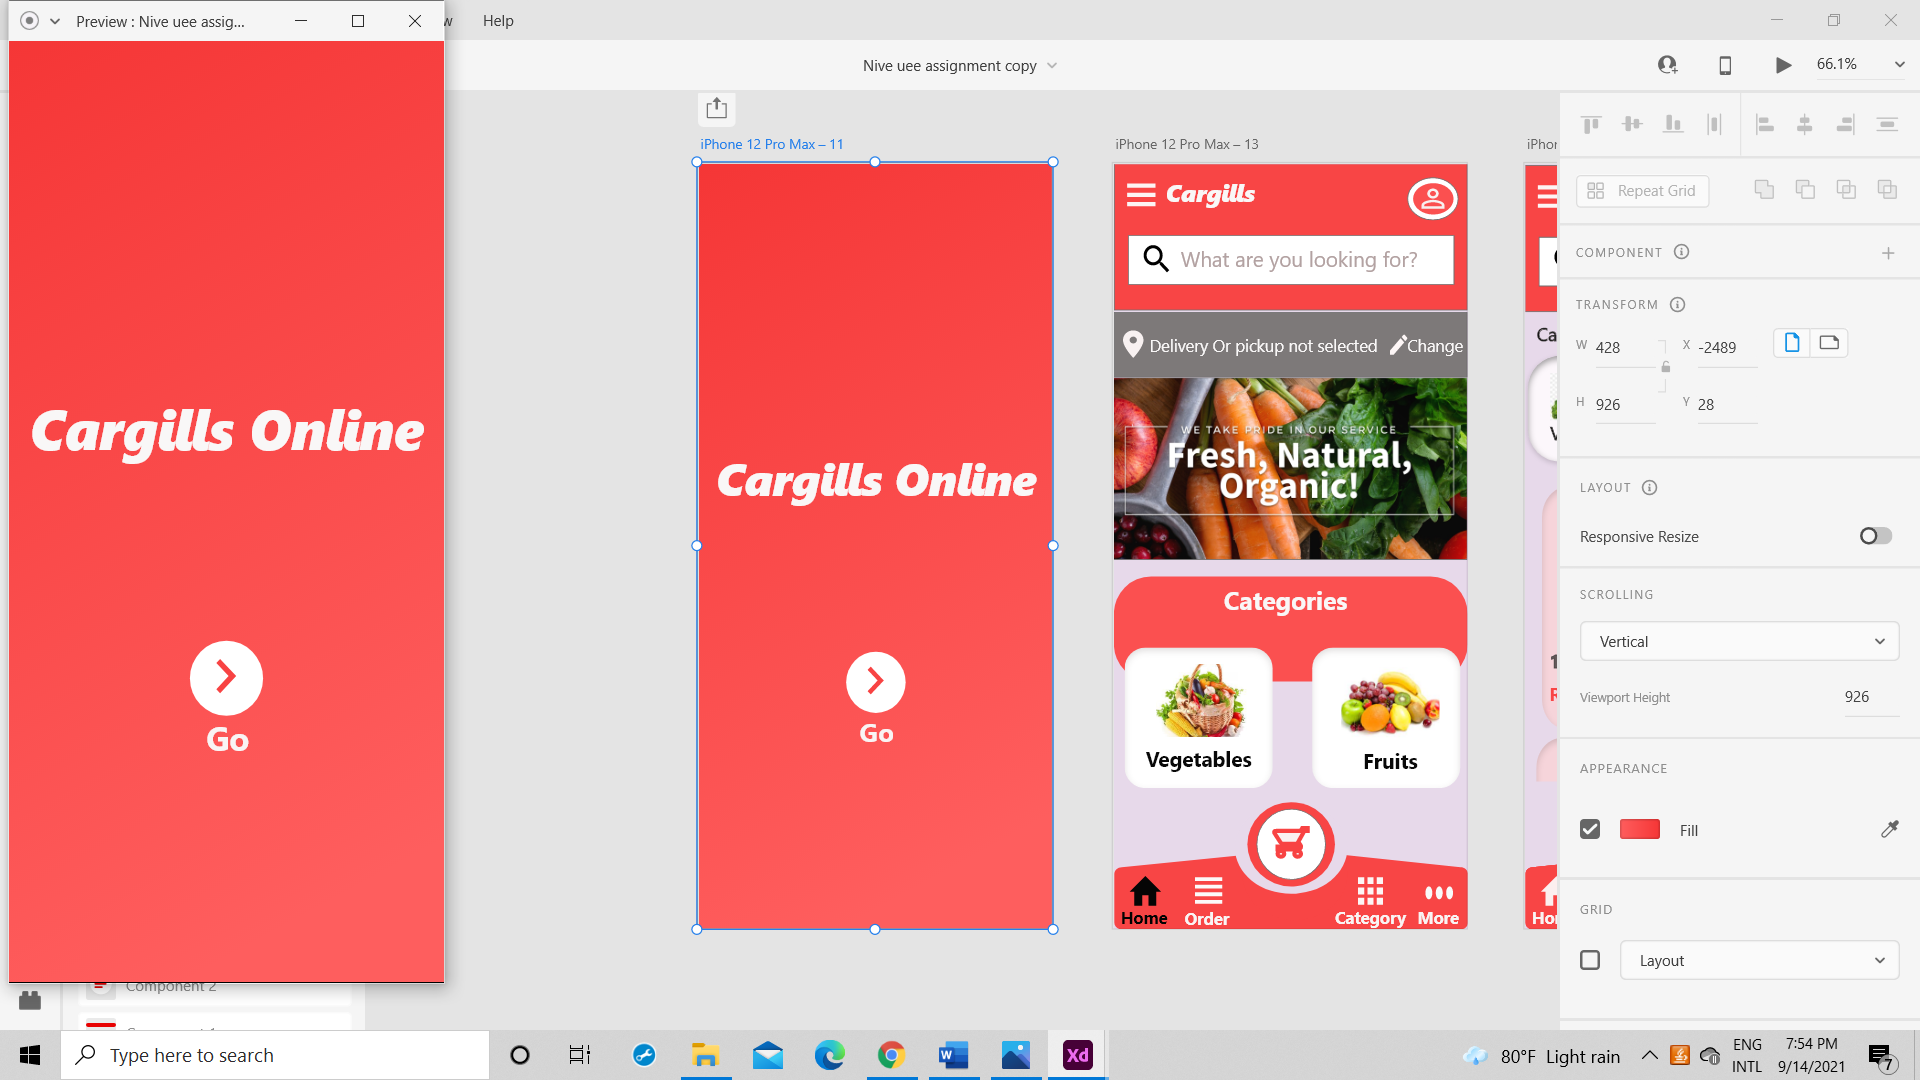 Preview : Nive uee assig...
Help
Nive uee assignment copy
66.1%
Cargills Online
Go
iPhone 12 Pro Max – 11
Cargills Online
Go
iPhone 12 Pro Max – 13
Cargills
What are you looking for?
Delivery Or pickup not selected
Change
WE TAKE PRIDE IN OUR SERVICE
Fresh, Natural,
Organic!
Categories
Vegetables
Fruits
Home
Order
Category
More
Repeat Grid
COMPONENT
TRANSFORM
W 428
X -2489
H 926
Y 28
LAYOUT
Responsive Resize
SCROLLING
Vertical
Viewport Height
926
APPEARANCE
Fill
GRID
Layout
Component 2
Type here to search
W
Xd
80°F Light rain
ENG
INTL
7:54 PM
9/14/2021
7